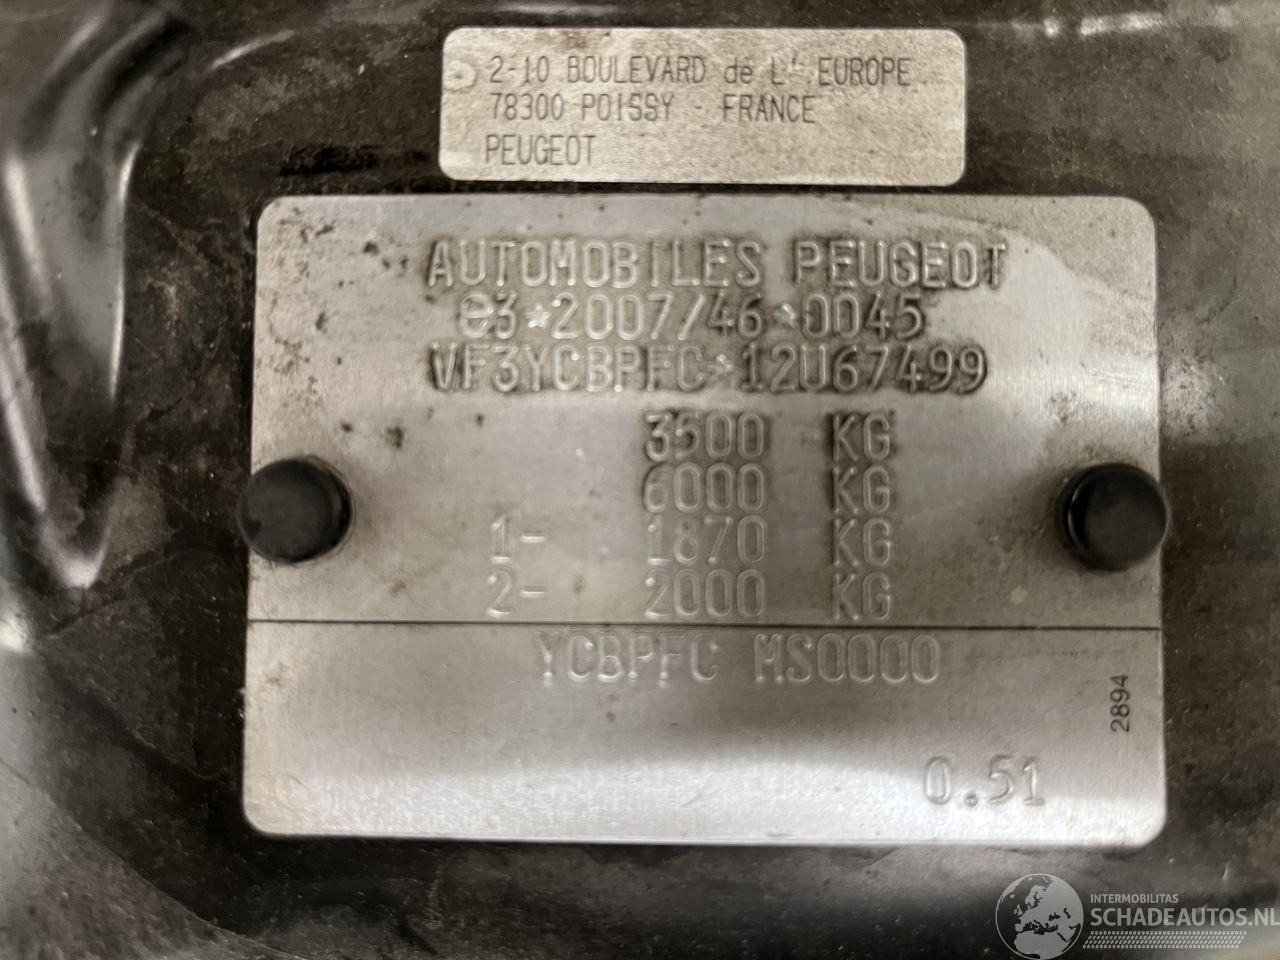 2-10 BOULEVARD de L'. EUROPE
78300 POISSY - FRANCE
PEUGEOT
AUTOMOBILES PEUGEOT
e3*2007/46*0045
VF3YCBPFC*12U67499
3500 KG
6000 KG
1- 1870 KG
2- 2000 KG
YCBPFC MS0000
2894
0.51
INTERMOBILITAS
SCHADEAUTOS.NL